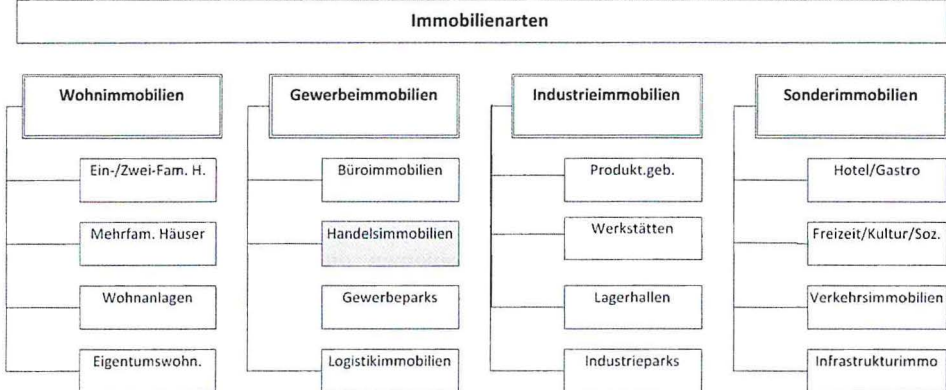 Immobilienarten
Wohnimmobilien
Ein-/Zwei-Fam. H.
Mehrfam. Häuser
Wohnanlagen
Eigentumswohn.
Gewerbeimmobilien
Büroimmobilien
Handelsimmobilien
Gewerbeparks
Logistikimmobilien
Industrieimmobilien
Produkt.geb.
Werkstätten
Lagerhallen
Industrieparks
Sonderimmobilien
Hotel/Gastro
Freizeit/Kultur/Soz.
Verkehrsimmobilien
Infrastrukturimmo